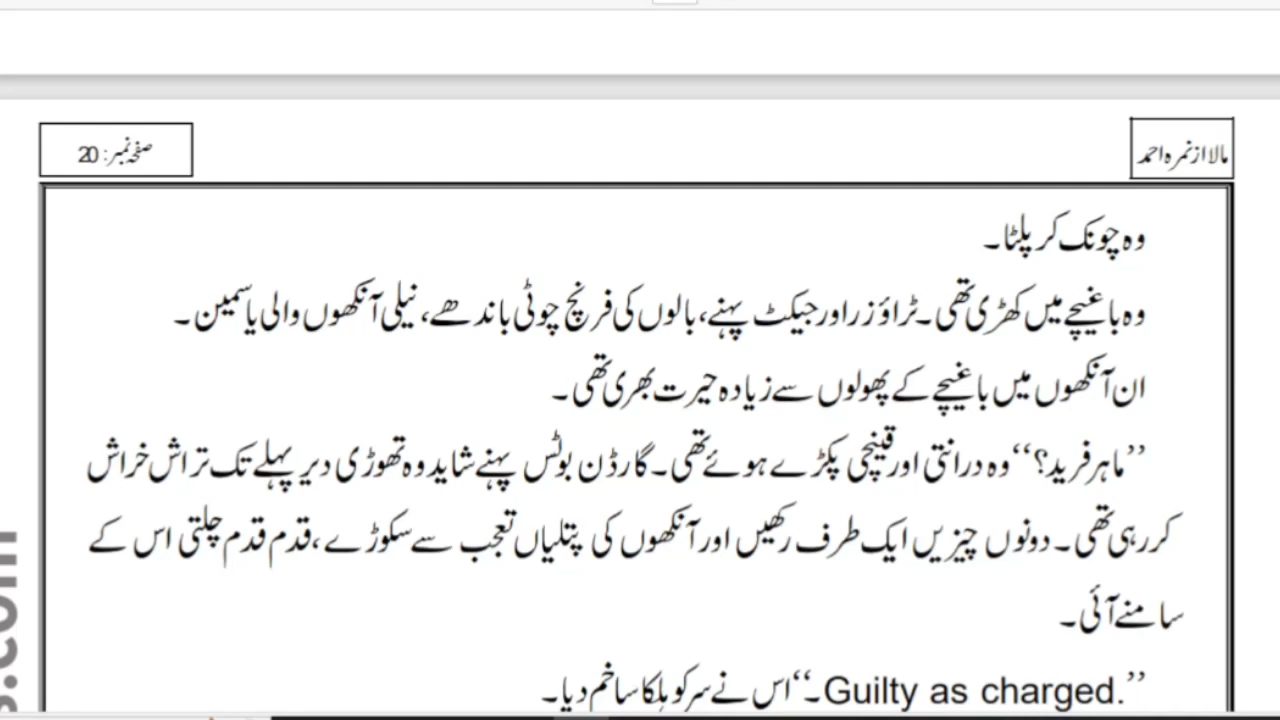 مالا از نمرہ احمد
صفحہ نمبر: 20
وہ چونک کر پلٹا۔
وہ باغیچے میں کھڑی تھی۔ٹراؤزر اور جیکٹ پہنے، بالوں کی فرنچ چوٹی باندھے، نیلی آنکھوں والی یاسمین۔
ان آنکھوں میں باغیچے کے پھولوں سے زیادہ حیرت بھری تھی۔
’’ماہر فرید؟‘‘ وہ درانتی اور قینچی پکڑے ہوئے تھی۔گارڈن بوٹس پہنے شاید وہ تھوڑی دیر پہلے تک تراش خراش
کر رہی تھی۔ دونوں چیزیں ایک طرف رکھیں اور آنکھوں کی پتلیاں تعجب سے سکوڑے، قدم قدم چلتی اس کے
سامنے آئی۔
’’Guilty as charged.۔‘‘ اس نے سر کو ہلکا سا خم دیا۔
s.com